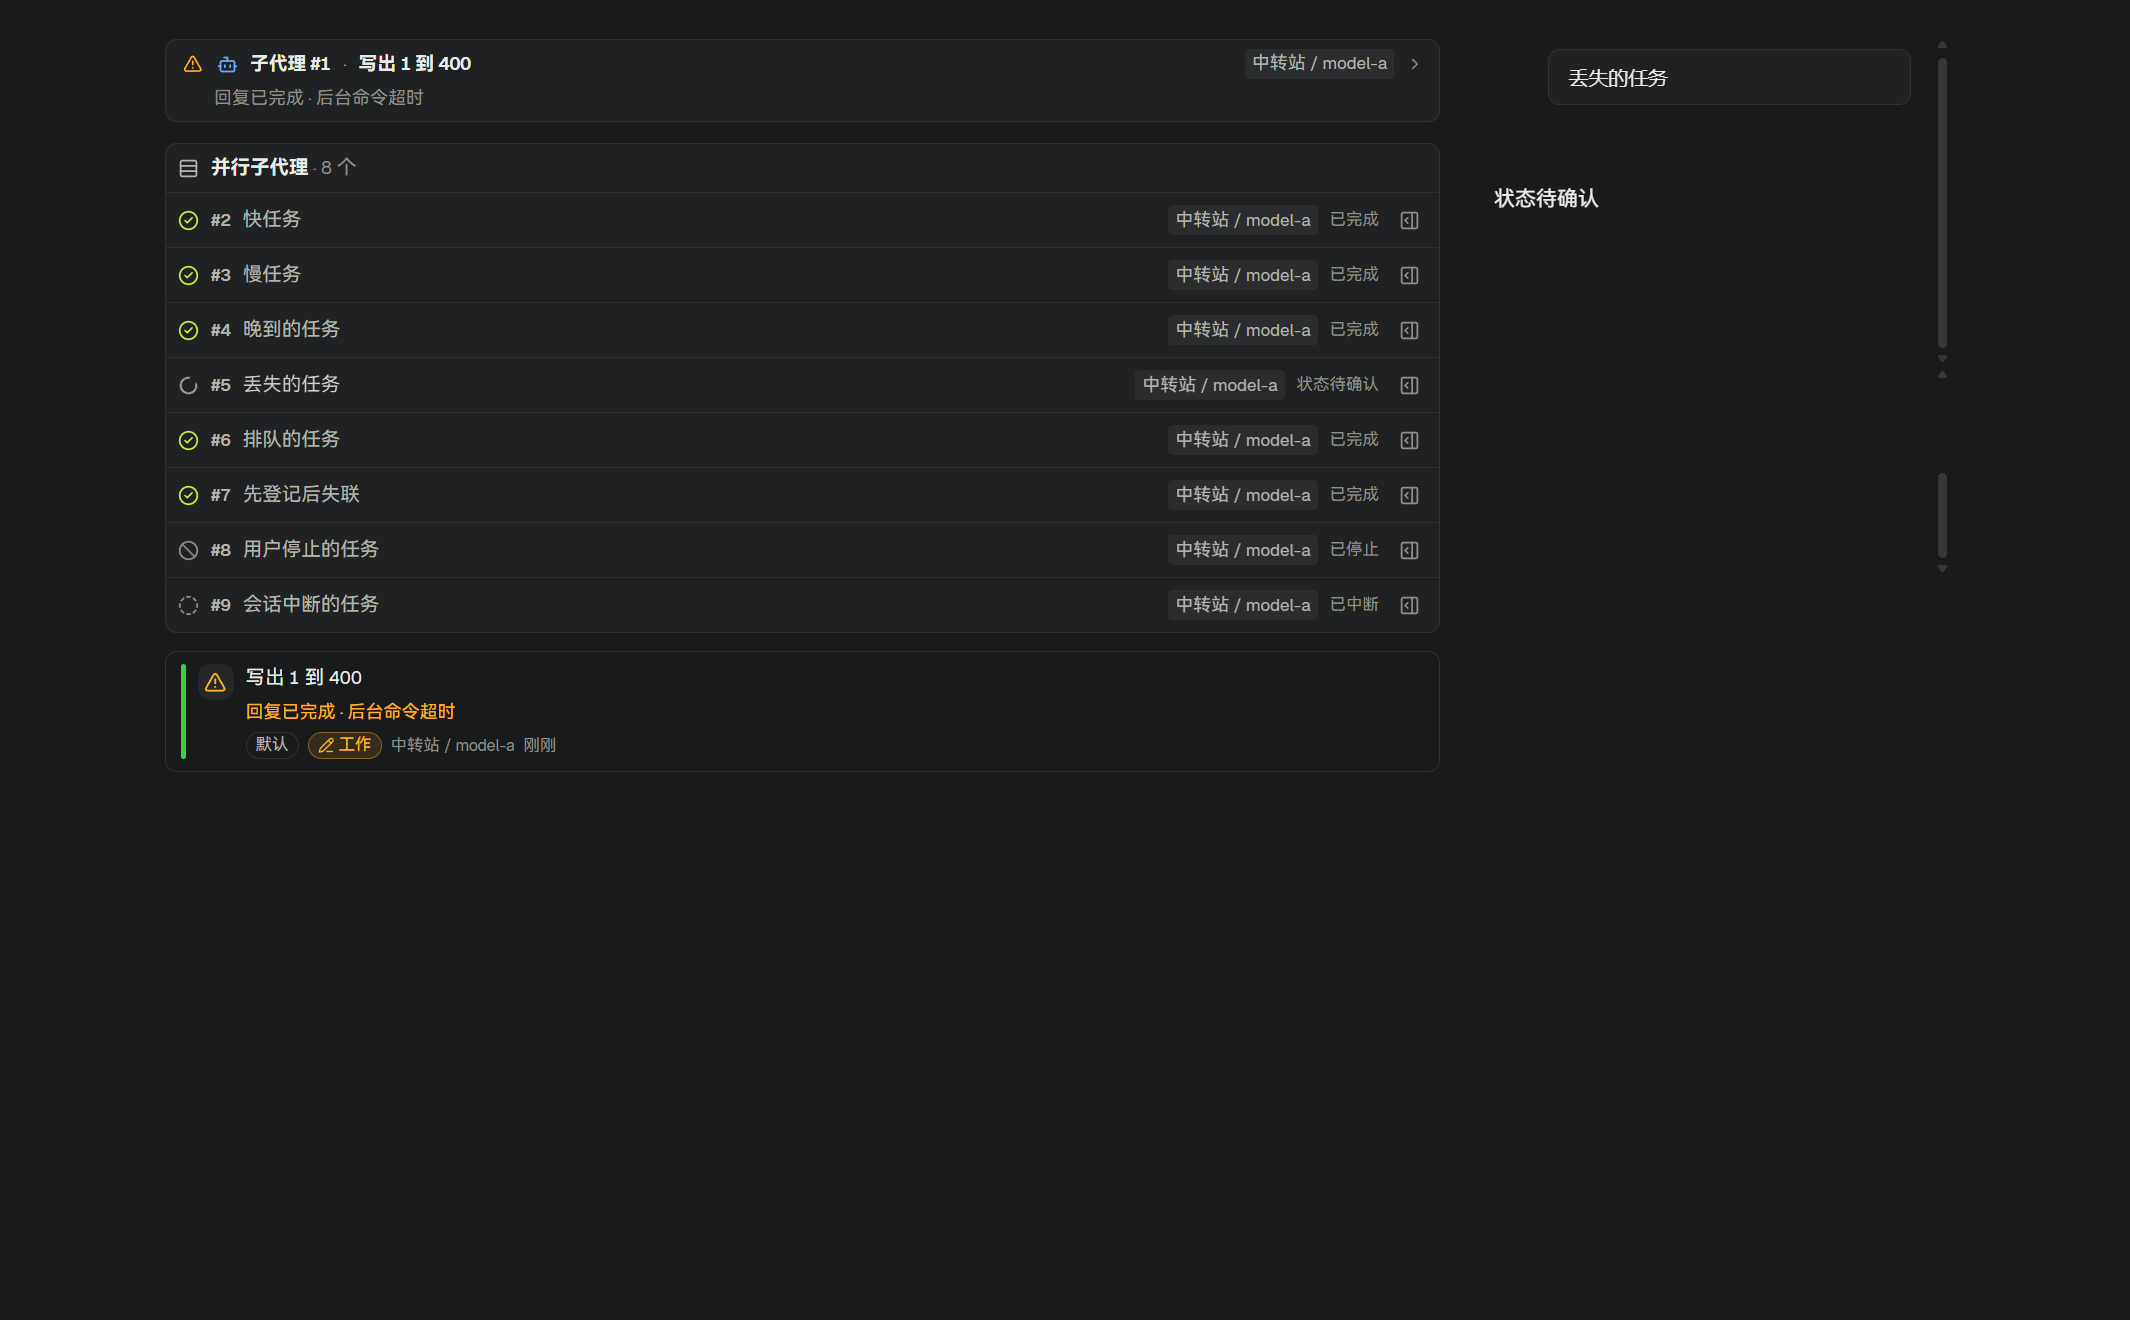 子代理 #1 · 写出 1 到 400 中转站 / model-a
回复已完成 · 后台命令超时
并行子代理 · 8 个
#2 快任务 中转站 / model-a 已完成
#3 慢任务 中转站 / model-a 已完成
#4 晚到的任务 中转站 / model-a 已完成
#5 丢失的任务 中转站 / model-a 状态待确认
#6 排队的任务 中转站 / model-a 已完成
#7 先登记后失联 中转站 / model-a 已完成
#8 用户停止的任务 中转站 / model-a 已停止
#9 会话中断的任务 中转站 / model-a 已中断
写出 1 到 400
回复已完成 · 后台命令超时
默认 工作 中转站 / model-a 刚刚
丢失的任务
状态待确认